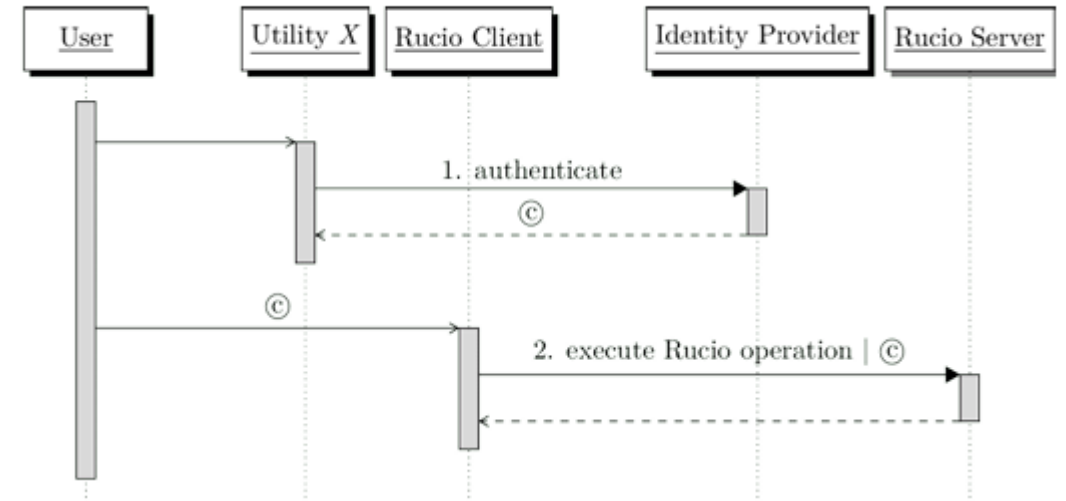 User
Utility X
Rucio Client
Identity Provider
Rucio Server
1. authenticate
©
©
2. execute Rucio operation | ©